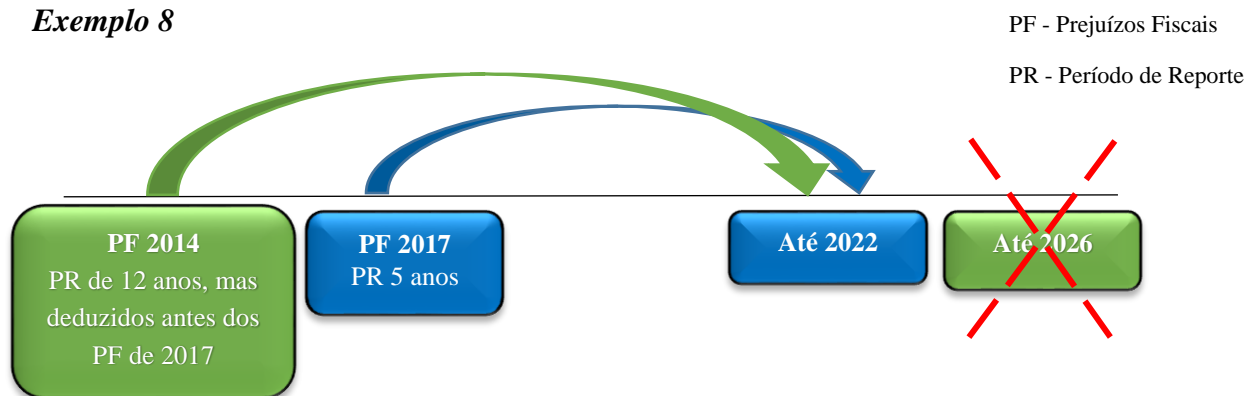 Exemplo 8
PF - Prejuízos Fiscais
PR - Período de Reporte
PF 2014
PR de 12 anos, mas
deduzidos antes dos
PF de 2017
PF 2017
PR 5 anos
Até 2022
Até 2026